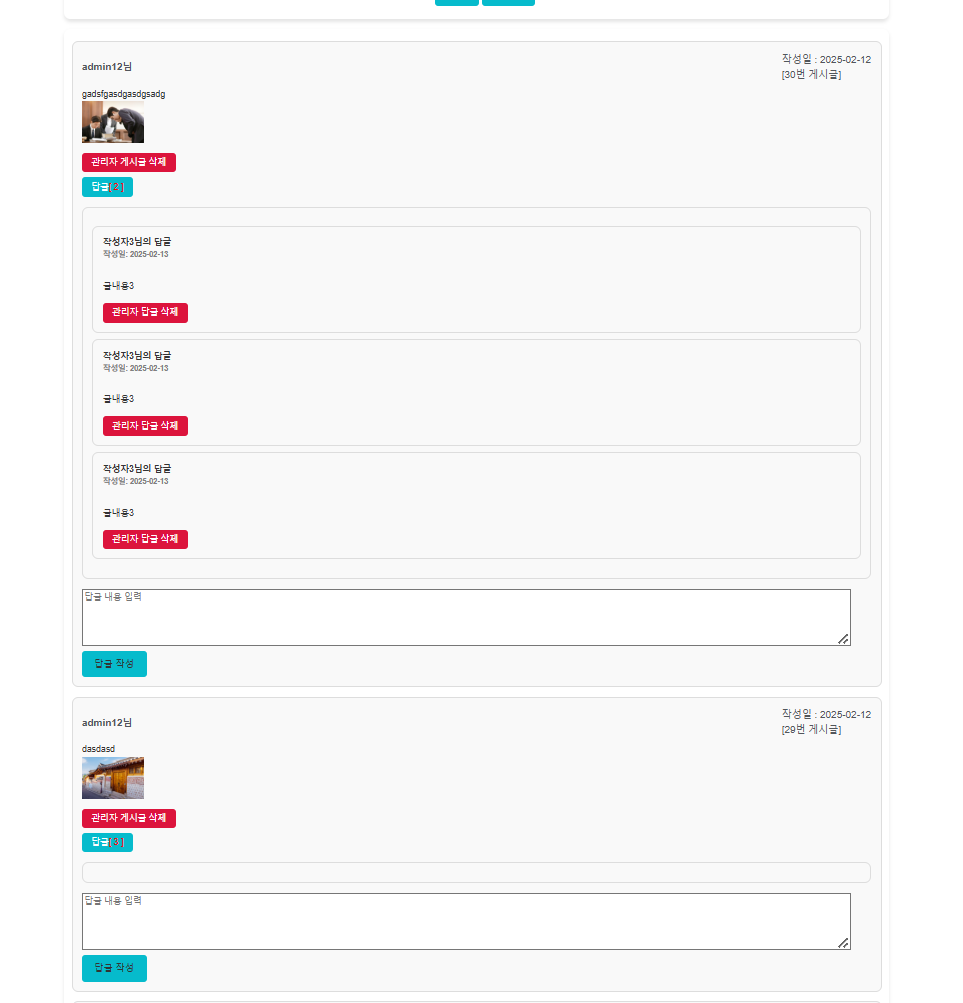 admin12님
작성일 : 2025-02-12
[30번 게시글]
gadsfgasdgasdgsadg
관리자 게시글 삭제
답글[2]
작성자3님의 답글
작성일: 2025-02-13
글내용3
관리자 답글 삭제
작성자3님의 답글
작성일: 2025-02-13
글내용3
관리자 답글 삭제
작성자3님의 답글
작성일: 2025-02-13
글내용3
관리자 답글 삭제
답글 내용 입력
답글 작성
admin12님
작성일 : 2025-02-12
[29번 게시글]
dasdasd
관리자 게시글 삭제
답글[3]
답글 내용 입력
답글 작성